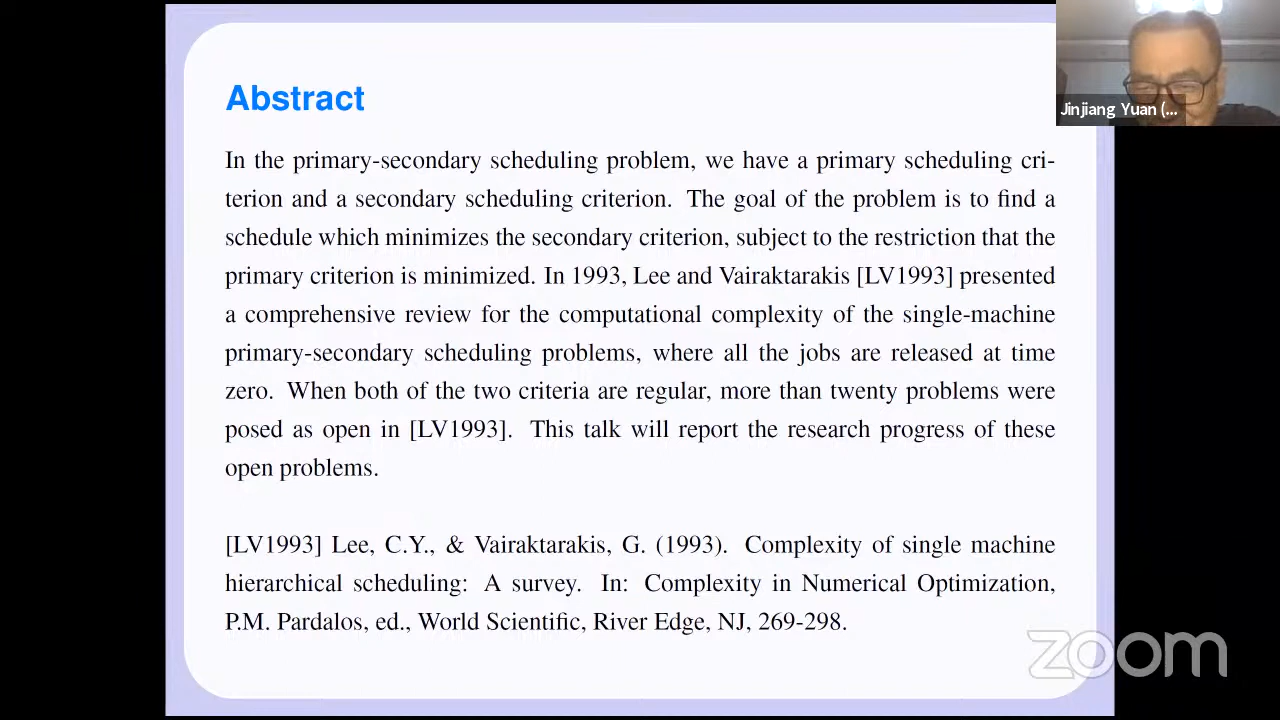 Abstract
In the primary-secondary scheduling problem, we have a primary scheduling cri-
terion and a secondary scheduling criterion. The goal of the problem is to find a
schedule which minimizes the secondary criterion, subject to the restriction that the
primary criterion is minimized. In 1993, Lee and Vairaktarakis [LV1993] presented
a comprehensive review for the computational complexity of the single-machine
primary-secondary scheduling problems, where all the jobs are released at time
zero. When both of the two criteria are regular, more than twenty problems were
posed as open in [LV1993]. This talk will report the research progress of these
open problems.
[LV1993] Lee, C.Y., & Vairaktarakis, G. (1993). Complexity of single machine
hierarchical scheduling: A survey. In: Complexity in Numerical Optimization,
P.M. Pardalos, ed., World Scientific, River Edge, NJ, 269-298.
Jinjiang Yuan (...
zoom